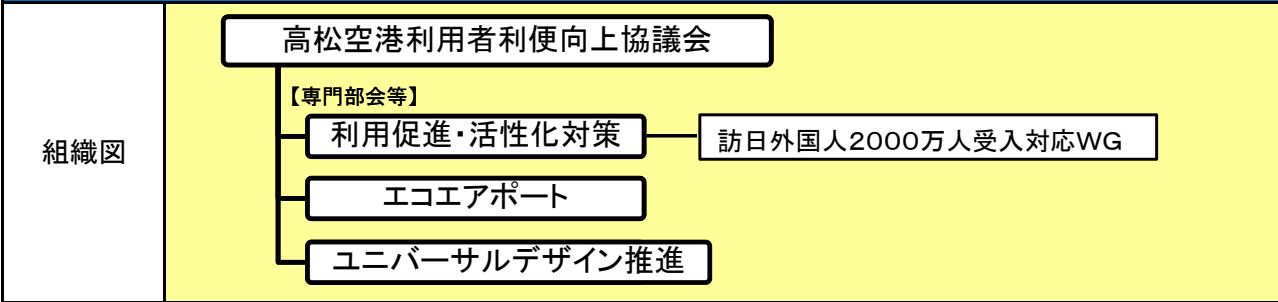 組織図
高松空港利用者利便向上協議会
【専門部会等】
利用促進・活性化対策
訪日外国人2000万人受入対応WG
エコエアポート
ユニバーサルデザイン推進